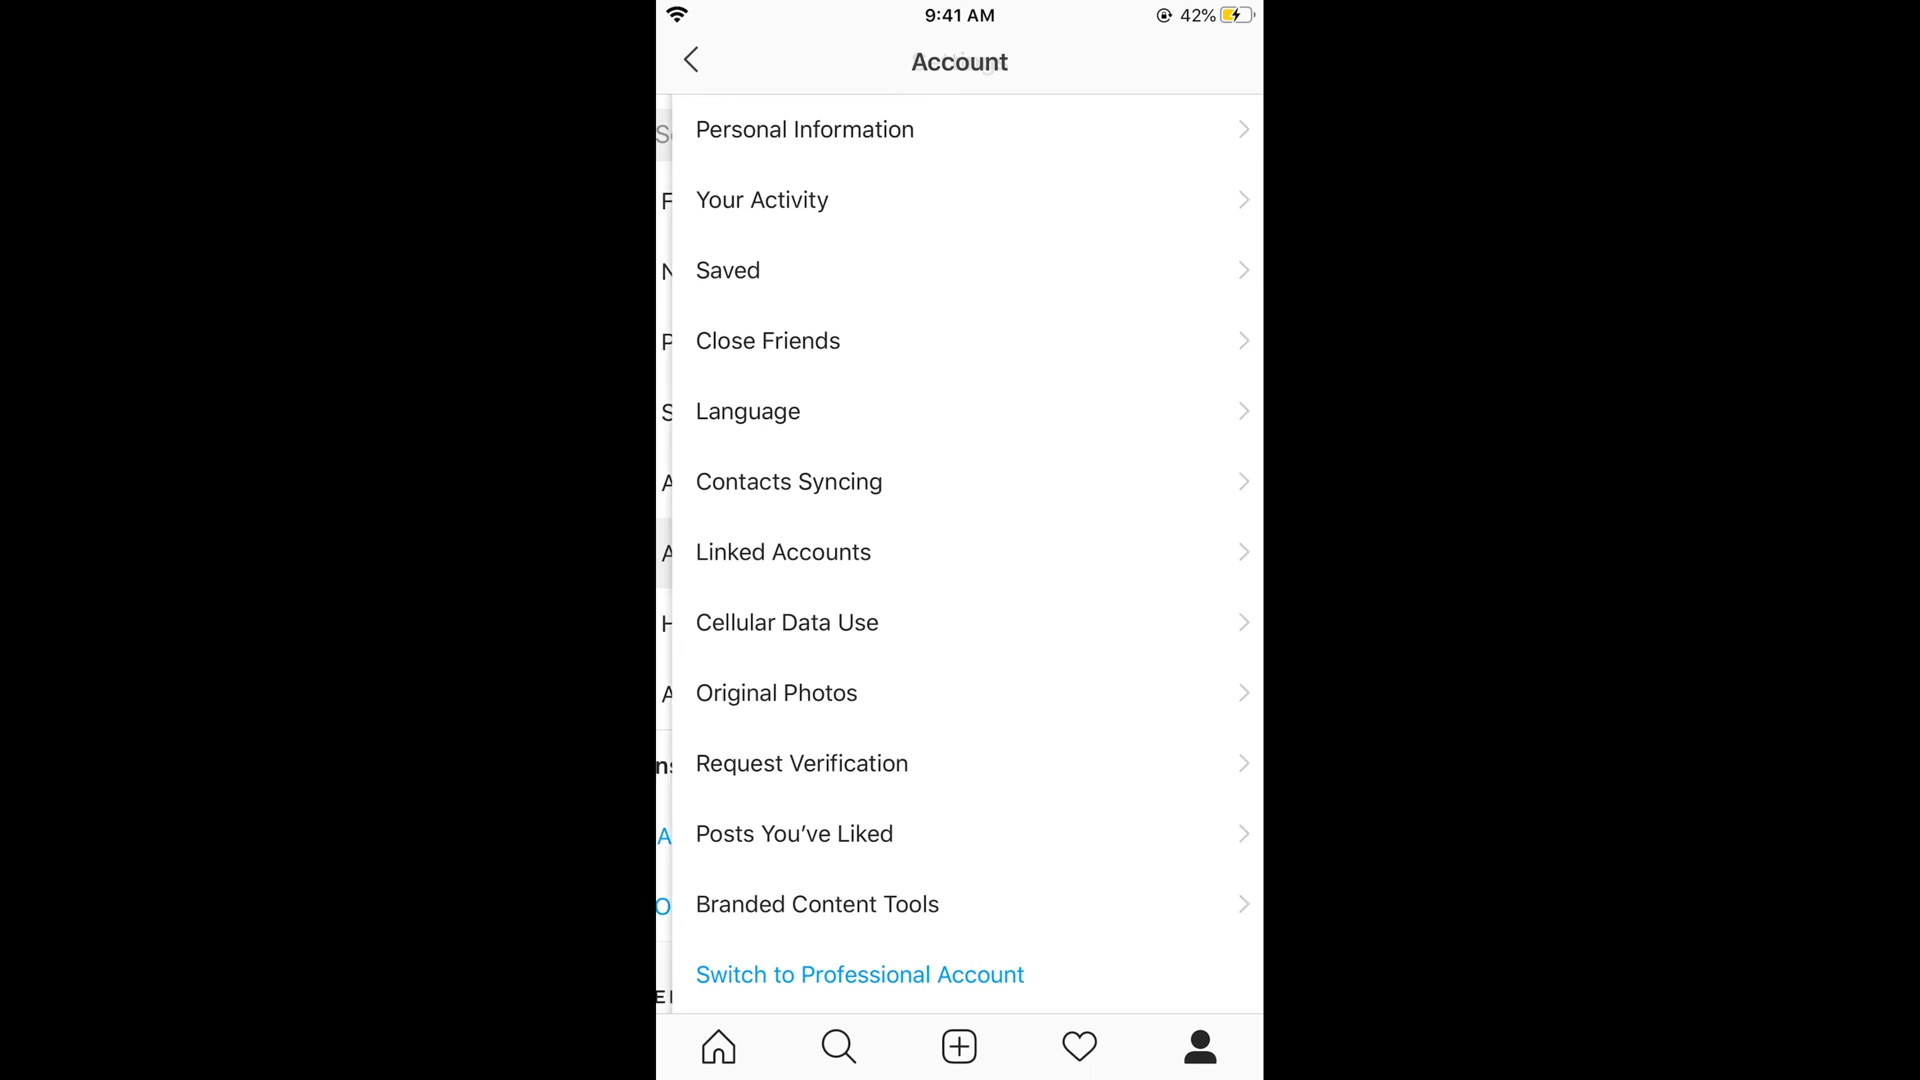 9:41 AM
42%
Account
Personal Information
Your Activity
Saved
Close Friends
Language
Contacts Syncing
Linked Accounts
Cellular Data Use
Original Photos
Request Verification
Posts You’ve Liked
Branded Content Tools
Switch to Professional Account